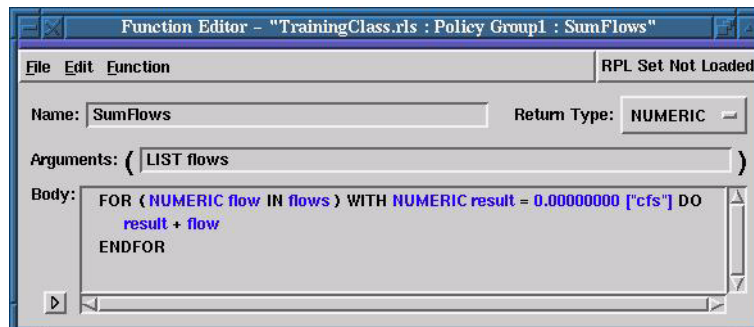 Function Editor - "TrainingClass.rls : Policy Group1 : SumFlows"
File Edit Function RPL Set Not Loaded
Name: SumFlows Return Type: NUMERIC
Arguments: ( LIST flows )
Body: FOR ( NUMERIC flow IN flows ) WITH NUMERIC result = 0.00000000 ["cfs"] DO
result + flow
ENDFOR